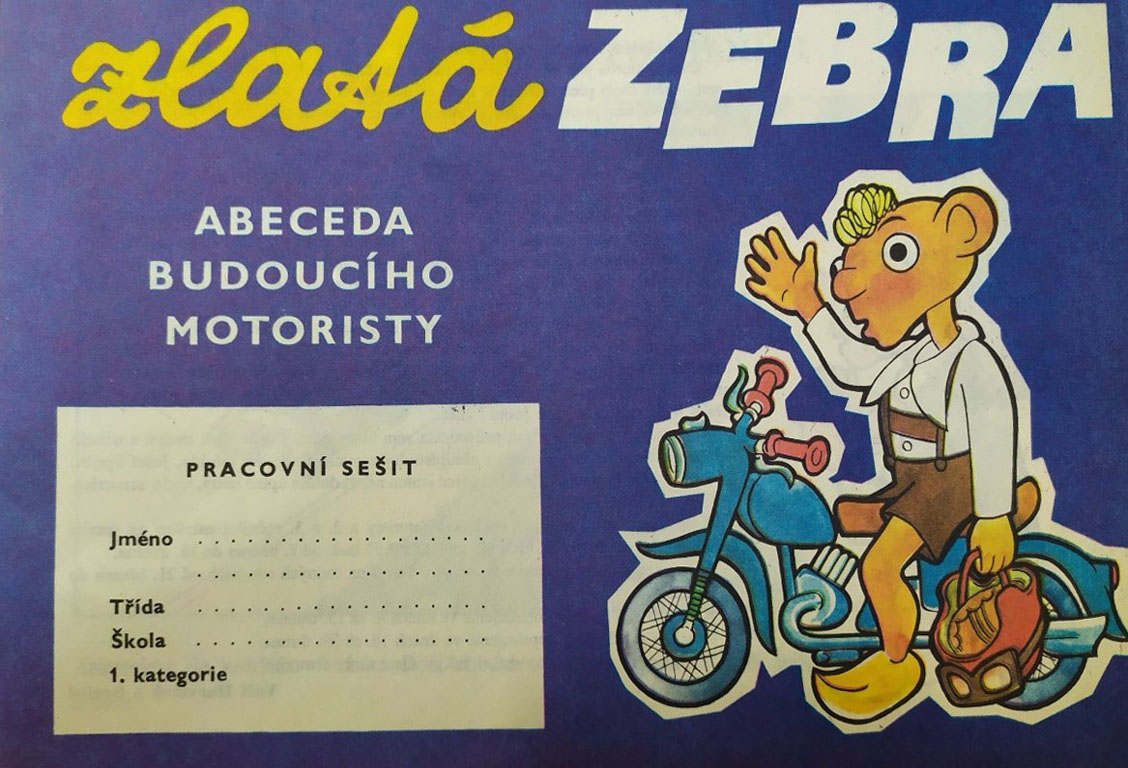 zlatá ZEBRA
ABECEDA
BUDOUCÍHO
MOTORISTY
PRACOVNÍ SEŠIT
Jméno . . . . . . . . . . . . . . . . . . . . . .
. . . . . . . . . . . . . . . . . . . . . .
Třída . . . . . . . . . . . . . . . . . . . . . .
Škola . . . . . . . . . . . . . . . . . . . . . .
1. kategorie